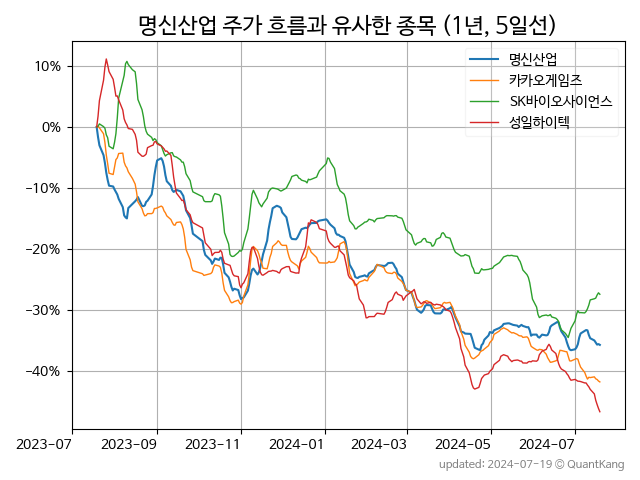 명신산업 주가 흐름과 유사한 종목 (1년, 5일선)
명신산업
카카오게임즈
SK바이오사이언스
성일하이텍
10%
0%
−10%
−20%
−30%
−40%
2023-07 2023-09 2023-11 2024-01 2024-03 2024-05 2024-07
updated: 2024-07-19 © QuantKang